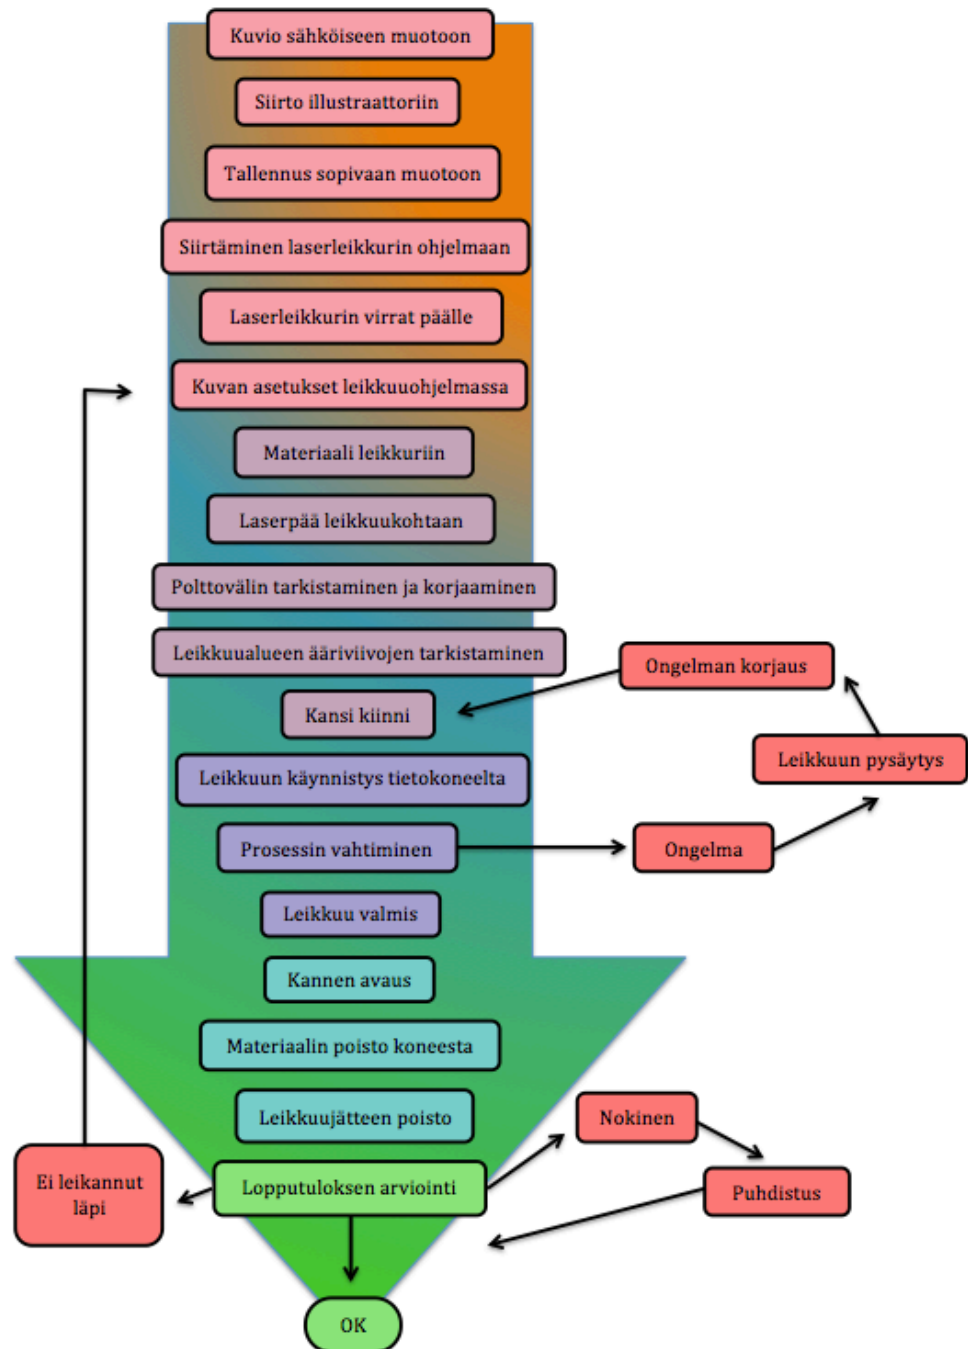 Kuvio sähköiseen muotoon
Siirto illustraattoriin
Tallennus sopivaan muotoon
Siirtäminen laserleikkurin ohjelmaan
Laserleikkurin virrat päälle
Kuvan asetukset leikkuuohjelmassa
Materiaali leikkuriin
Laserpää leikkuukohtaan
Polttovälin tarkistaminen ja korjaaminen
Leikkuualueen ääriviivojen tarkistaminen
Ongelman korjaus
Kansi kiinni
Leikkuun pysäytys
Leikkuun käynnistys tietokoneelta
Prosessin vahtiminen
Ongelma
Leikkuu valmis
Kannen avaus
Materiaalin poisto koneesta
Leikkuujätteen poisto
Nokinen
Ei leikannut
läpi
Lopputuloksen arviointi
Puhdistus
OK